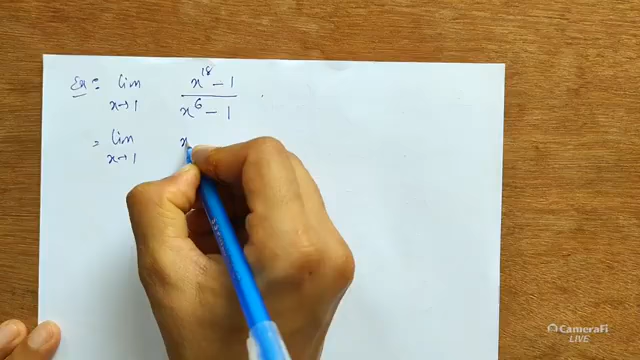 Ex: lim x→1 (x^18 - 1)/(x^6 - 1)
= lim x→1 x
CameraFi
LIVE